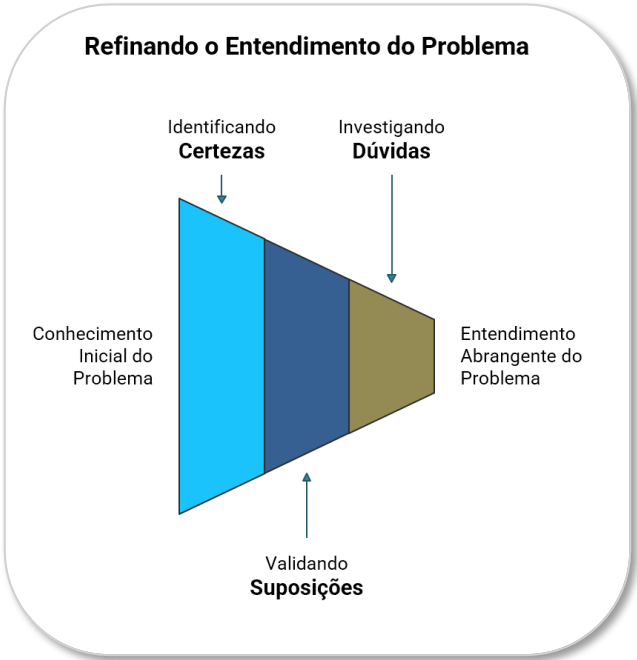 Refinando o Entendimento do Problema
Identificando
Certezas
Investigando
Dúvidas
Conhecimento
Inicial do
Problema
Entendimento
Abrangente do
Problema
Validando
Suposições